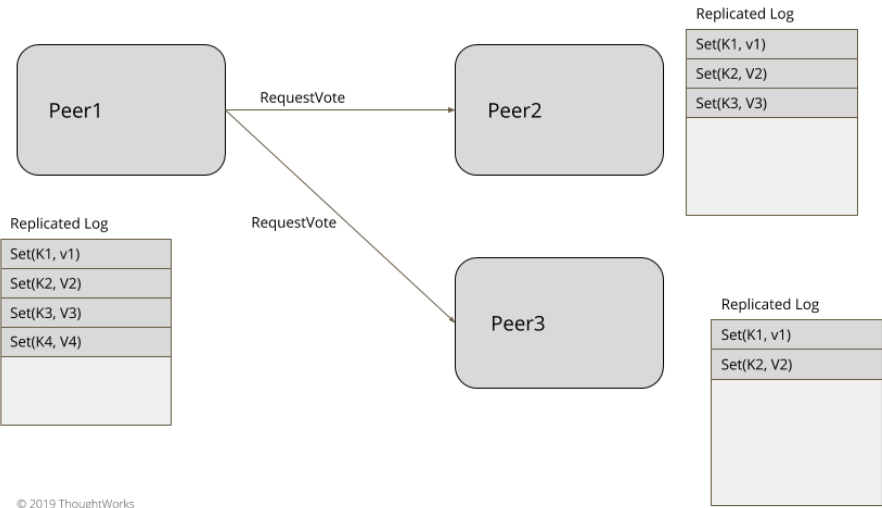 Replicated Log
Set(K1, v1)
Set(K2, V2)
Set(K3, V3)
Peer1
RequestVote
Peer2
RequestVote
Replicated Log
Set(K1, v1)
Set(K2, V2)
Set(K3, V3)
Set(K4, V4)
Peer3
Replicated Log
Set(K1, v1)
Set(K2, V2)
© 2019 ThoughtWorks